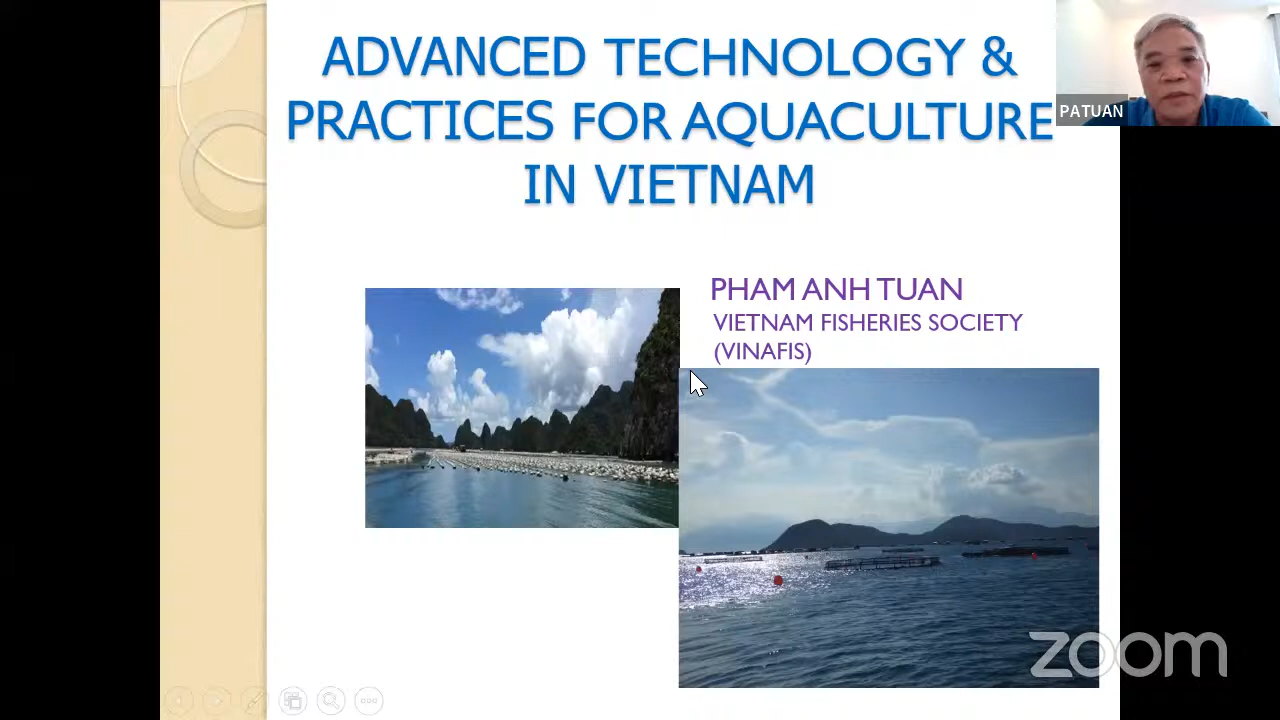 ADVANCED TECHNOLOGY &
PRACTICES FOR AQUACULTURE
IN VIETNAM
PATUAN
PHAM ANH TUAN
VIETNAM FISHERIES SOCIETY
(VINAFIS)
zoom